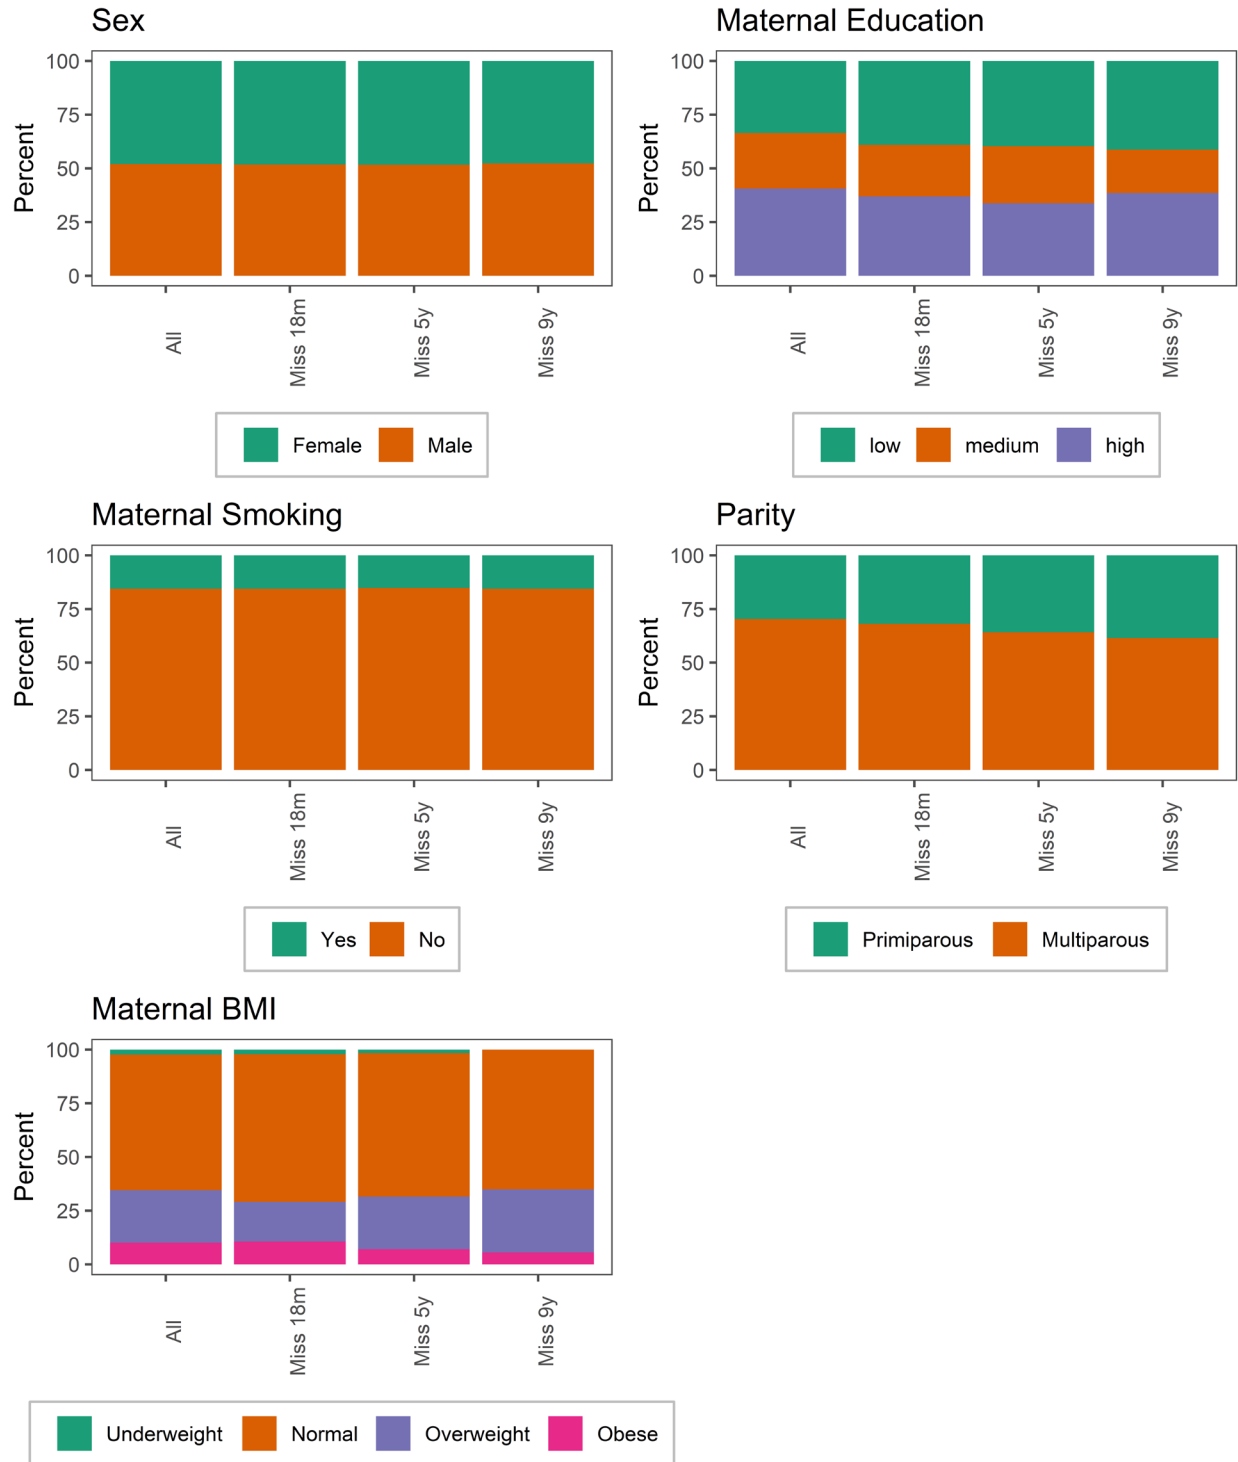 Sex
Percent
100
75
50
25
0
All
Miss 18m
Miss 5y
Miss 9y
Female Male
Maternal Education
Percent
100
75
50
25
0
All
Miss 18m
Miss 5y
Miss 9y
low medium high
Maternal Smoking
Percent
100
75
50
25
0
All
Miss 18m
Miss 5y
Miss 9y
Yes No
Parity
Percent
100
75
50
25
0
All
Miss 18m
Miss 5y
Miss 9y
Primiparous Multiparous
Maternal BMI
Percent
100
75
50
25
0
All
Miss 18m
Miss 5y
Miss 9y
Underweight Normal Overweight Obese